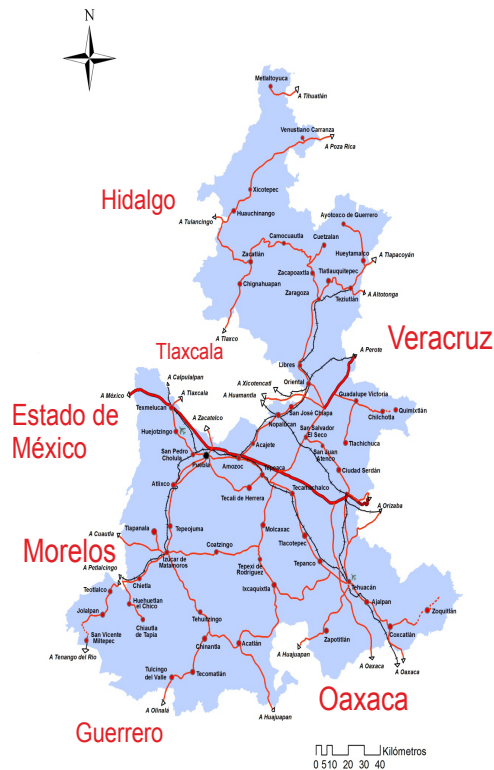 N
Metlaltoyuca
A Tihuatlán
Venustiano Carranza
A Poza Rica
Xicotepec
Hidalgo
Huauchinango
A Tulancingo
Ayotoxco de Guerrero
Camocuautla
Cuetzalan
Hueytamalco
A Tlapacoyán
Zacatlán
Zacapoaxtla
Tlatlauquitepec
Chignahuapan
Teziutlán
A Altotonga
Zaragoza
A Tlaxco
Veracruz
Tlaxcala
Libres
A Perote
A Calpulalpan
A Xicotencatl
Oriental
A México
A Tlaxcala
A Huamantla
Guadalupe Victoria
Texmelucan
San José Chiapa
Quimixtlán
Estado de
México
A Zacatelco
Nopalucan
Chilchotla
Huejotzingo
San Salvador
El Seco
Acajete
Tlachichuca
San Pedro
Cholula
San Juan
Atenco
Puebla
Amozoc
Tepeaca
Ciudad Serdán
Atlixco
Tecamachalco
Tecali de Herrera
A Orizaba
Tlapanala
Tepeojuma
Molcaxac
A Cuautla
Tlacotepec
Morelos
Coatzingo
Izúcar de
Matamoros
Tepexi de
Rodríguez
Tepanco
A Petlalcingo
Chietla
Ixcaquixtla
Tehuacán
Teotlalco
Huehuetlan
el Chico
Ajalpan
Jolalpan
Tehuitzingo
Zoquitlán
Chiautla
de Tapia
Zapotitlán
Coxcatlán
San Vicente
Miltepec
Chinantla
Acatlán
A Huajuapan
A Oaxaca
A Oaxaca
A Tenango del Rio
Tulcingo
del Valle
Tecomatlán
Oaxaca
A Olinalá
A Huajuapan
Guerrero
Kilómetros
0 5 10 20 30 40